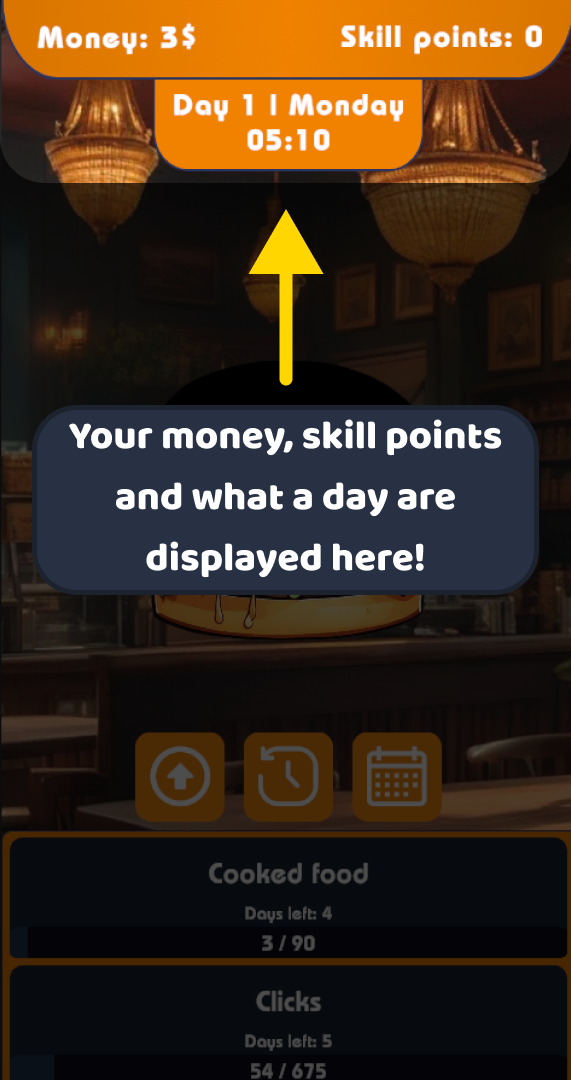 Money: 3$
Skill points: 0
Day 1 | Monday
05:10
Your money, skill points
and what a day are
displayed here!
Cooked food
Days left: 4
3 / 90
Clicks
Days left: 5
54 / 675